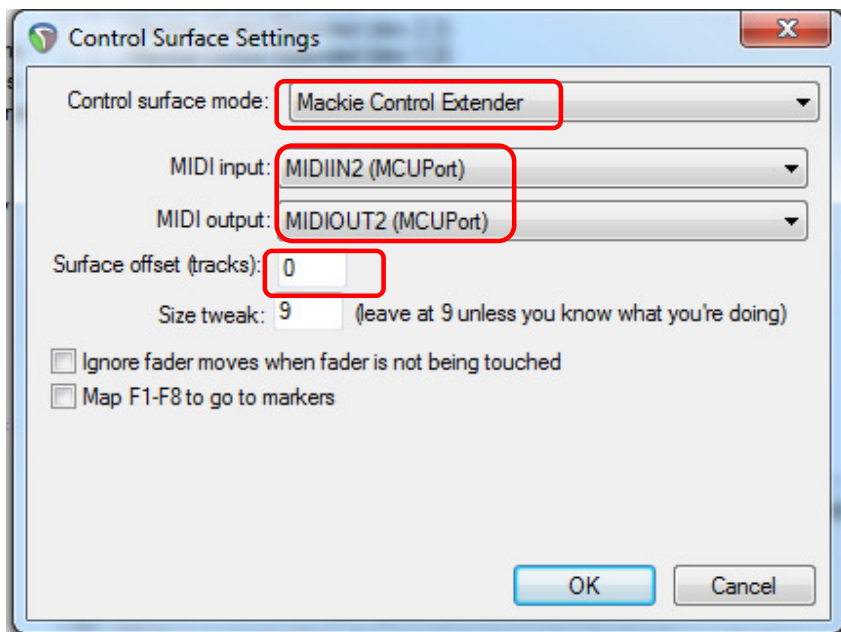 Control Surface Settings
Control surface mode: Mackie Control Extender
MIDI input: MIDIIN2 (MCUPort)
MIDI output: MIDIOUT2 (MCUPort)
Surface offset (tracks): 0
Size tweak: 9 (leave at 9 unless you know what you're doing)
Ignore fader moves when fader is not being touched
Map F1-F8 to go to markers
OK Cancel